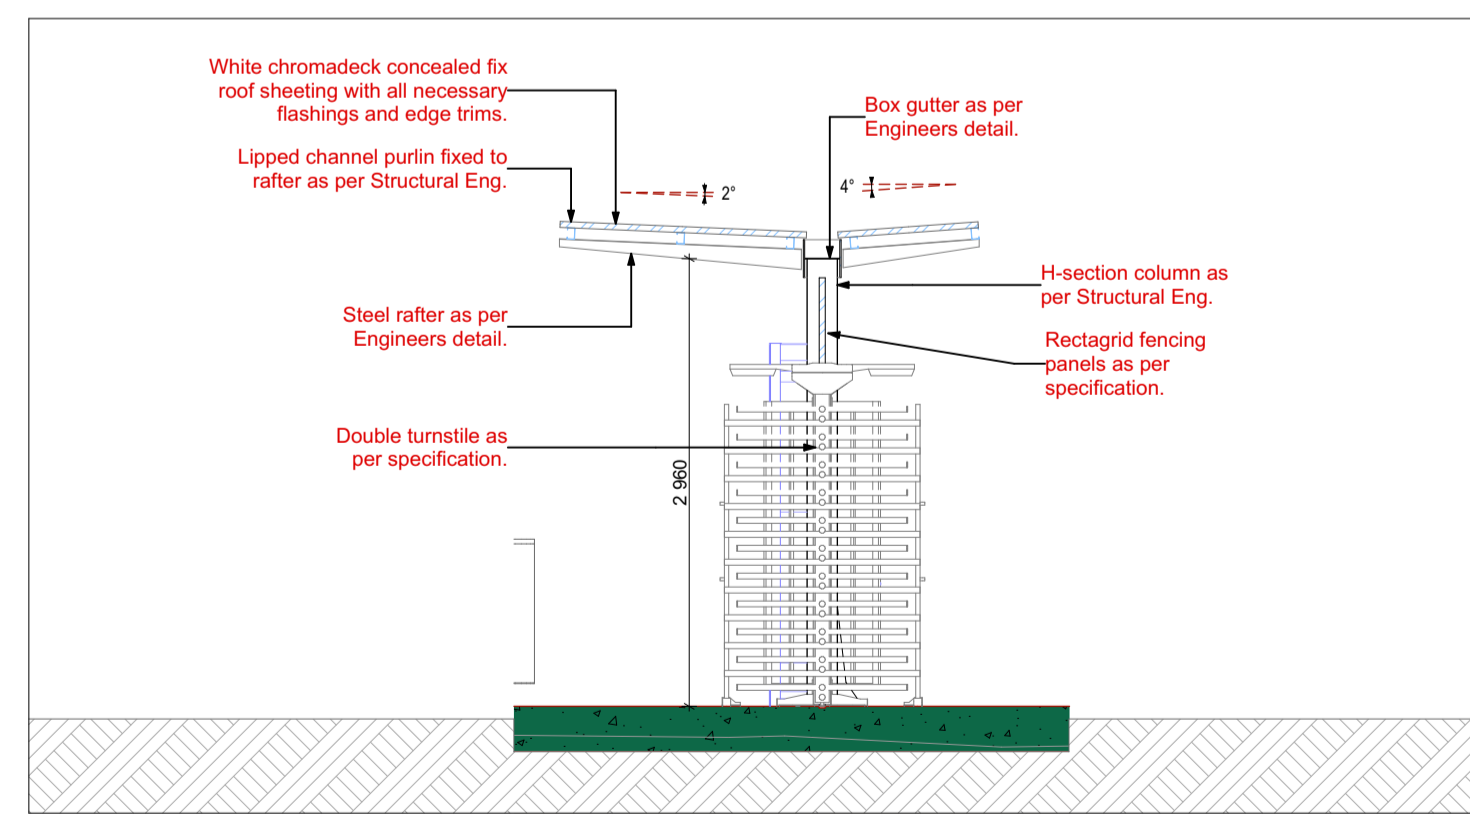 White chromadeck concealed fix
roof sheeting with all necessary
flashings and edge trims.
Lipped channel purlin fixed to
rafter as per Structural Eng.
2°
Box gutter as per
Engineers detail.
4°
Steel rafter as per
Engineers detail.
H-section column as
per Structural Eng.
Rectagrid fencing
panels as per
specification.
Double turnstile as
per specification.
2 960